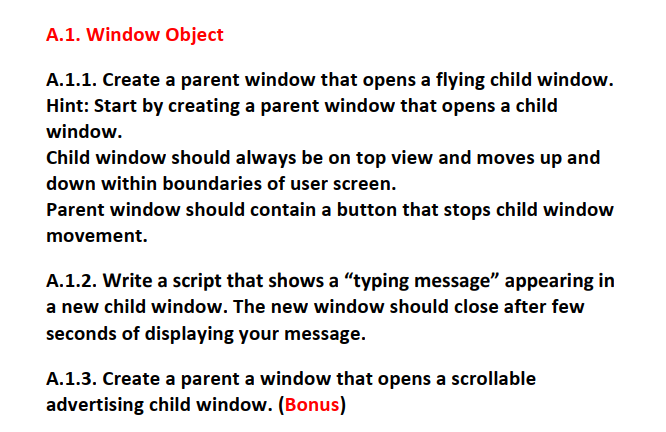 A.1. Window Object
A.1.1. Create a parent window that opens a flying child window.
Hint: Start by creating a parent window that opens a child
window.
Child window should always be on top view and moves up and
down within boundaries of user screen.
Parent window should contain a button that stops child window
movement.
A.1.2. Write a script that shows a “typing message” appearing in
a new child window. The new window should close after few
seconds of displaying your message.
A.1.3. Create a parent a window that opens a scrollable
advertising child window. (Bonus)